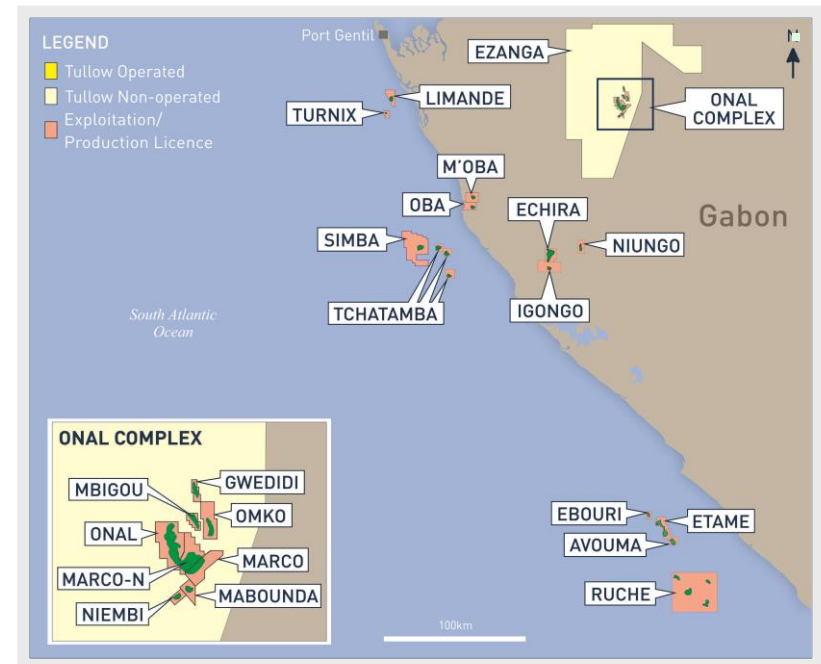 LEGEND
Tullow Operated
Tullow Non-operated
Exploitation/
Production Licence
Port Gentil
N
EZANGA
LIMANDE
TURNIX
ONAL
COMPLEX
M'OBA
OBA
ECHIRA
Gabon
SIMBA
NIUNGO
TCHATAMBA
IGONGO
South Atlantic
Ocean
ONAL COMPLEX
GWEDIDI
MBIGOU
OMKO
ONAL
MARCO
MARCO-N
MABOUNDA
NIEMBI
EBOURI
ETAME
AVOUMA
RUCHE
100km